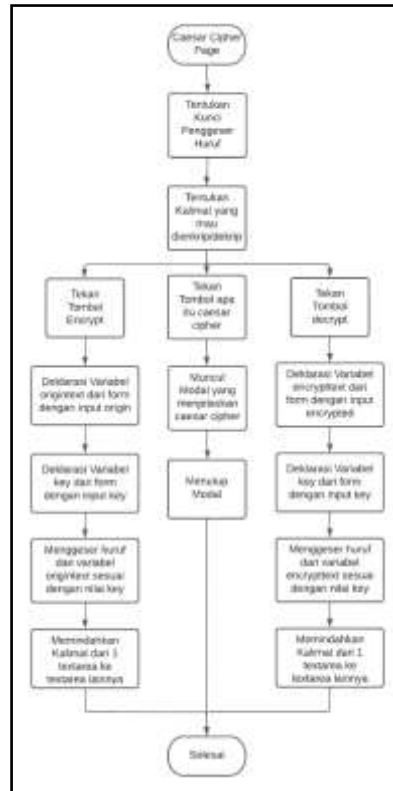 Caesar Cipher
Page
Tentukan
Kunci
Penggeser
Huruf
Tentukan
Kalimat yang
mau
dienkrip/dekrip
Tekan
Tombol
Encrypt
Deklarasi Variabel
origintext dari form
dengan input origin
Deklarasi Variabel
key dari form
dengan input key
Menggeser huruf
dari variabel
origintext sesuai
dengan nilai key
Memindahkan
Kalimat dari 1
textarea ke
textarea lainnya
Tekan
Tombol apa
itu caesar
cipher
Muncul
Modal yang
menjelaskan
caesar cipher
Menutup
Modal
Tekan
Tombol
decrypt
Deklarasi Variabel
encrypttext dari
form dengan input
encrypted
Deklarasi Variabel
key dari form
dengan input key
Menggeser huruf
dari variabel
encrypttext sesuai
dengan nilai key
Memindahkan
Kalimat dari 1
textarea ke
textarea lainnya
Selesai